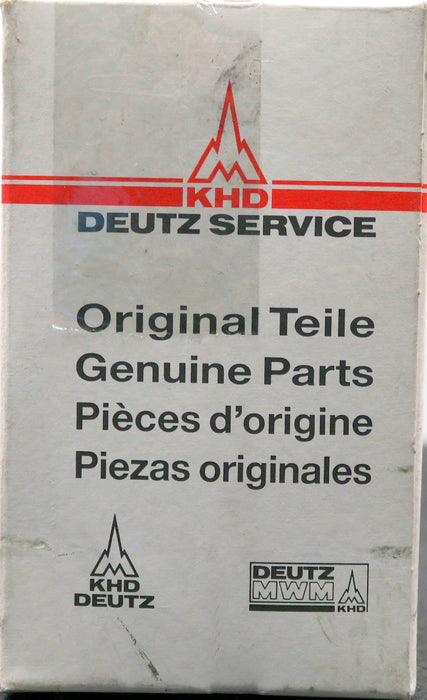 KHD
DEUTZ SERVICE
Original Teile
Genuine Parts
Pièces d'origine
Piezas originales
KHD
DEUTZ
DEUTZ
MWM
KHD